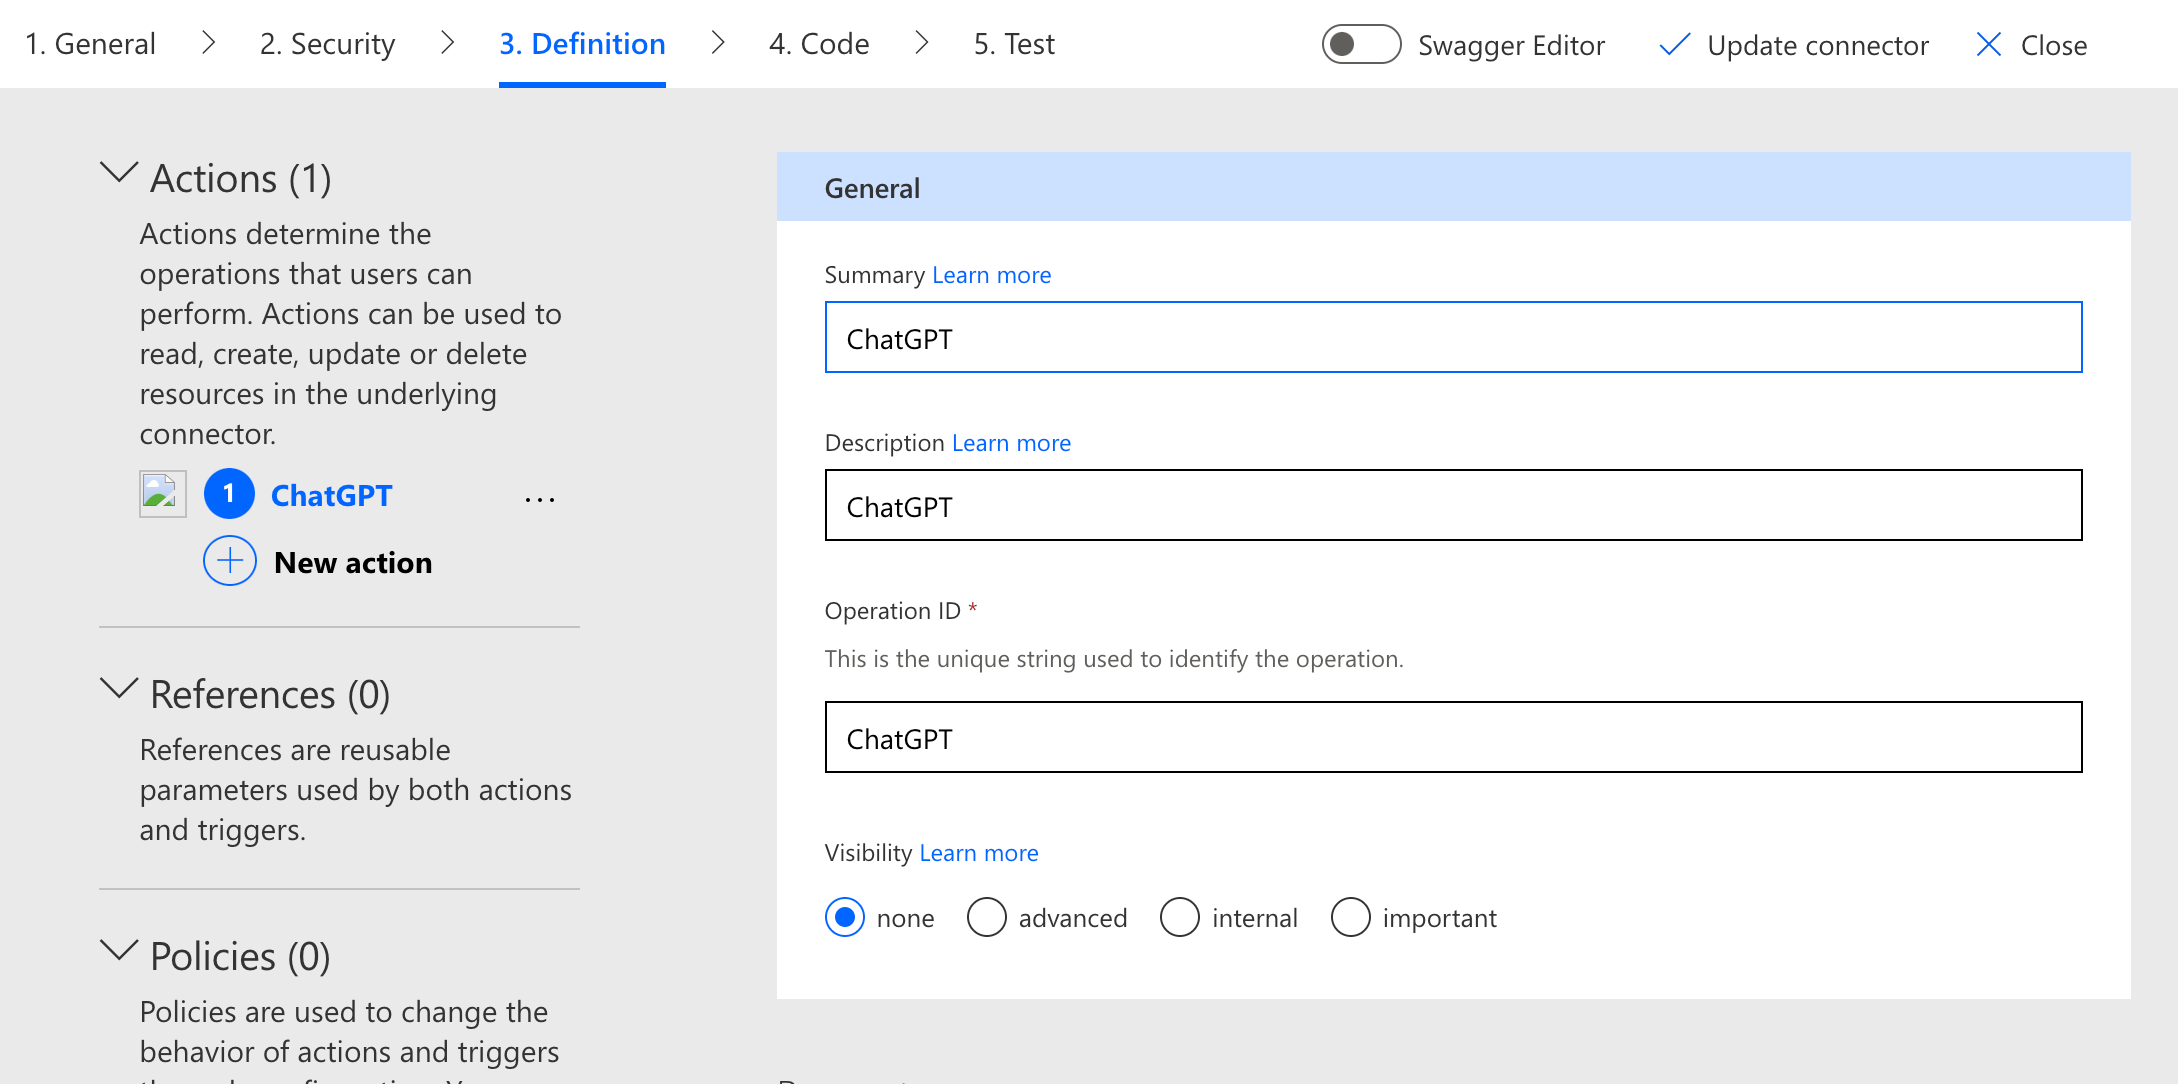 1. General
2. Security
3. Definition
4. Code
5. Test
Swagger Editor
Update connector
Close
Actions (1)
Actions determine the
operations that users can
perform. Actions can be used to
read, create, update or delete
resources in the underlying
connector.
1 ChatGPT ...
New action
References (0)
References are reusable
parameters used by both actions
and triggers.
Policies (0)
Policies are used to change the
behavior of actions and triggers
General
Summary Learn more
ChatGPT
Description Learn more
ChatGPT
Operation ID *
This is the unique string used to identify the operation.
ChatGPT
Visibility Learn more
none
advanced
internal
important